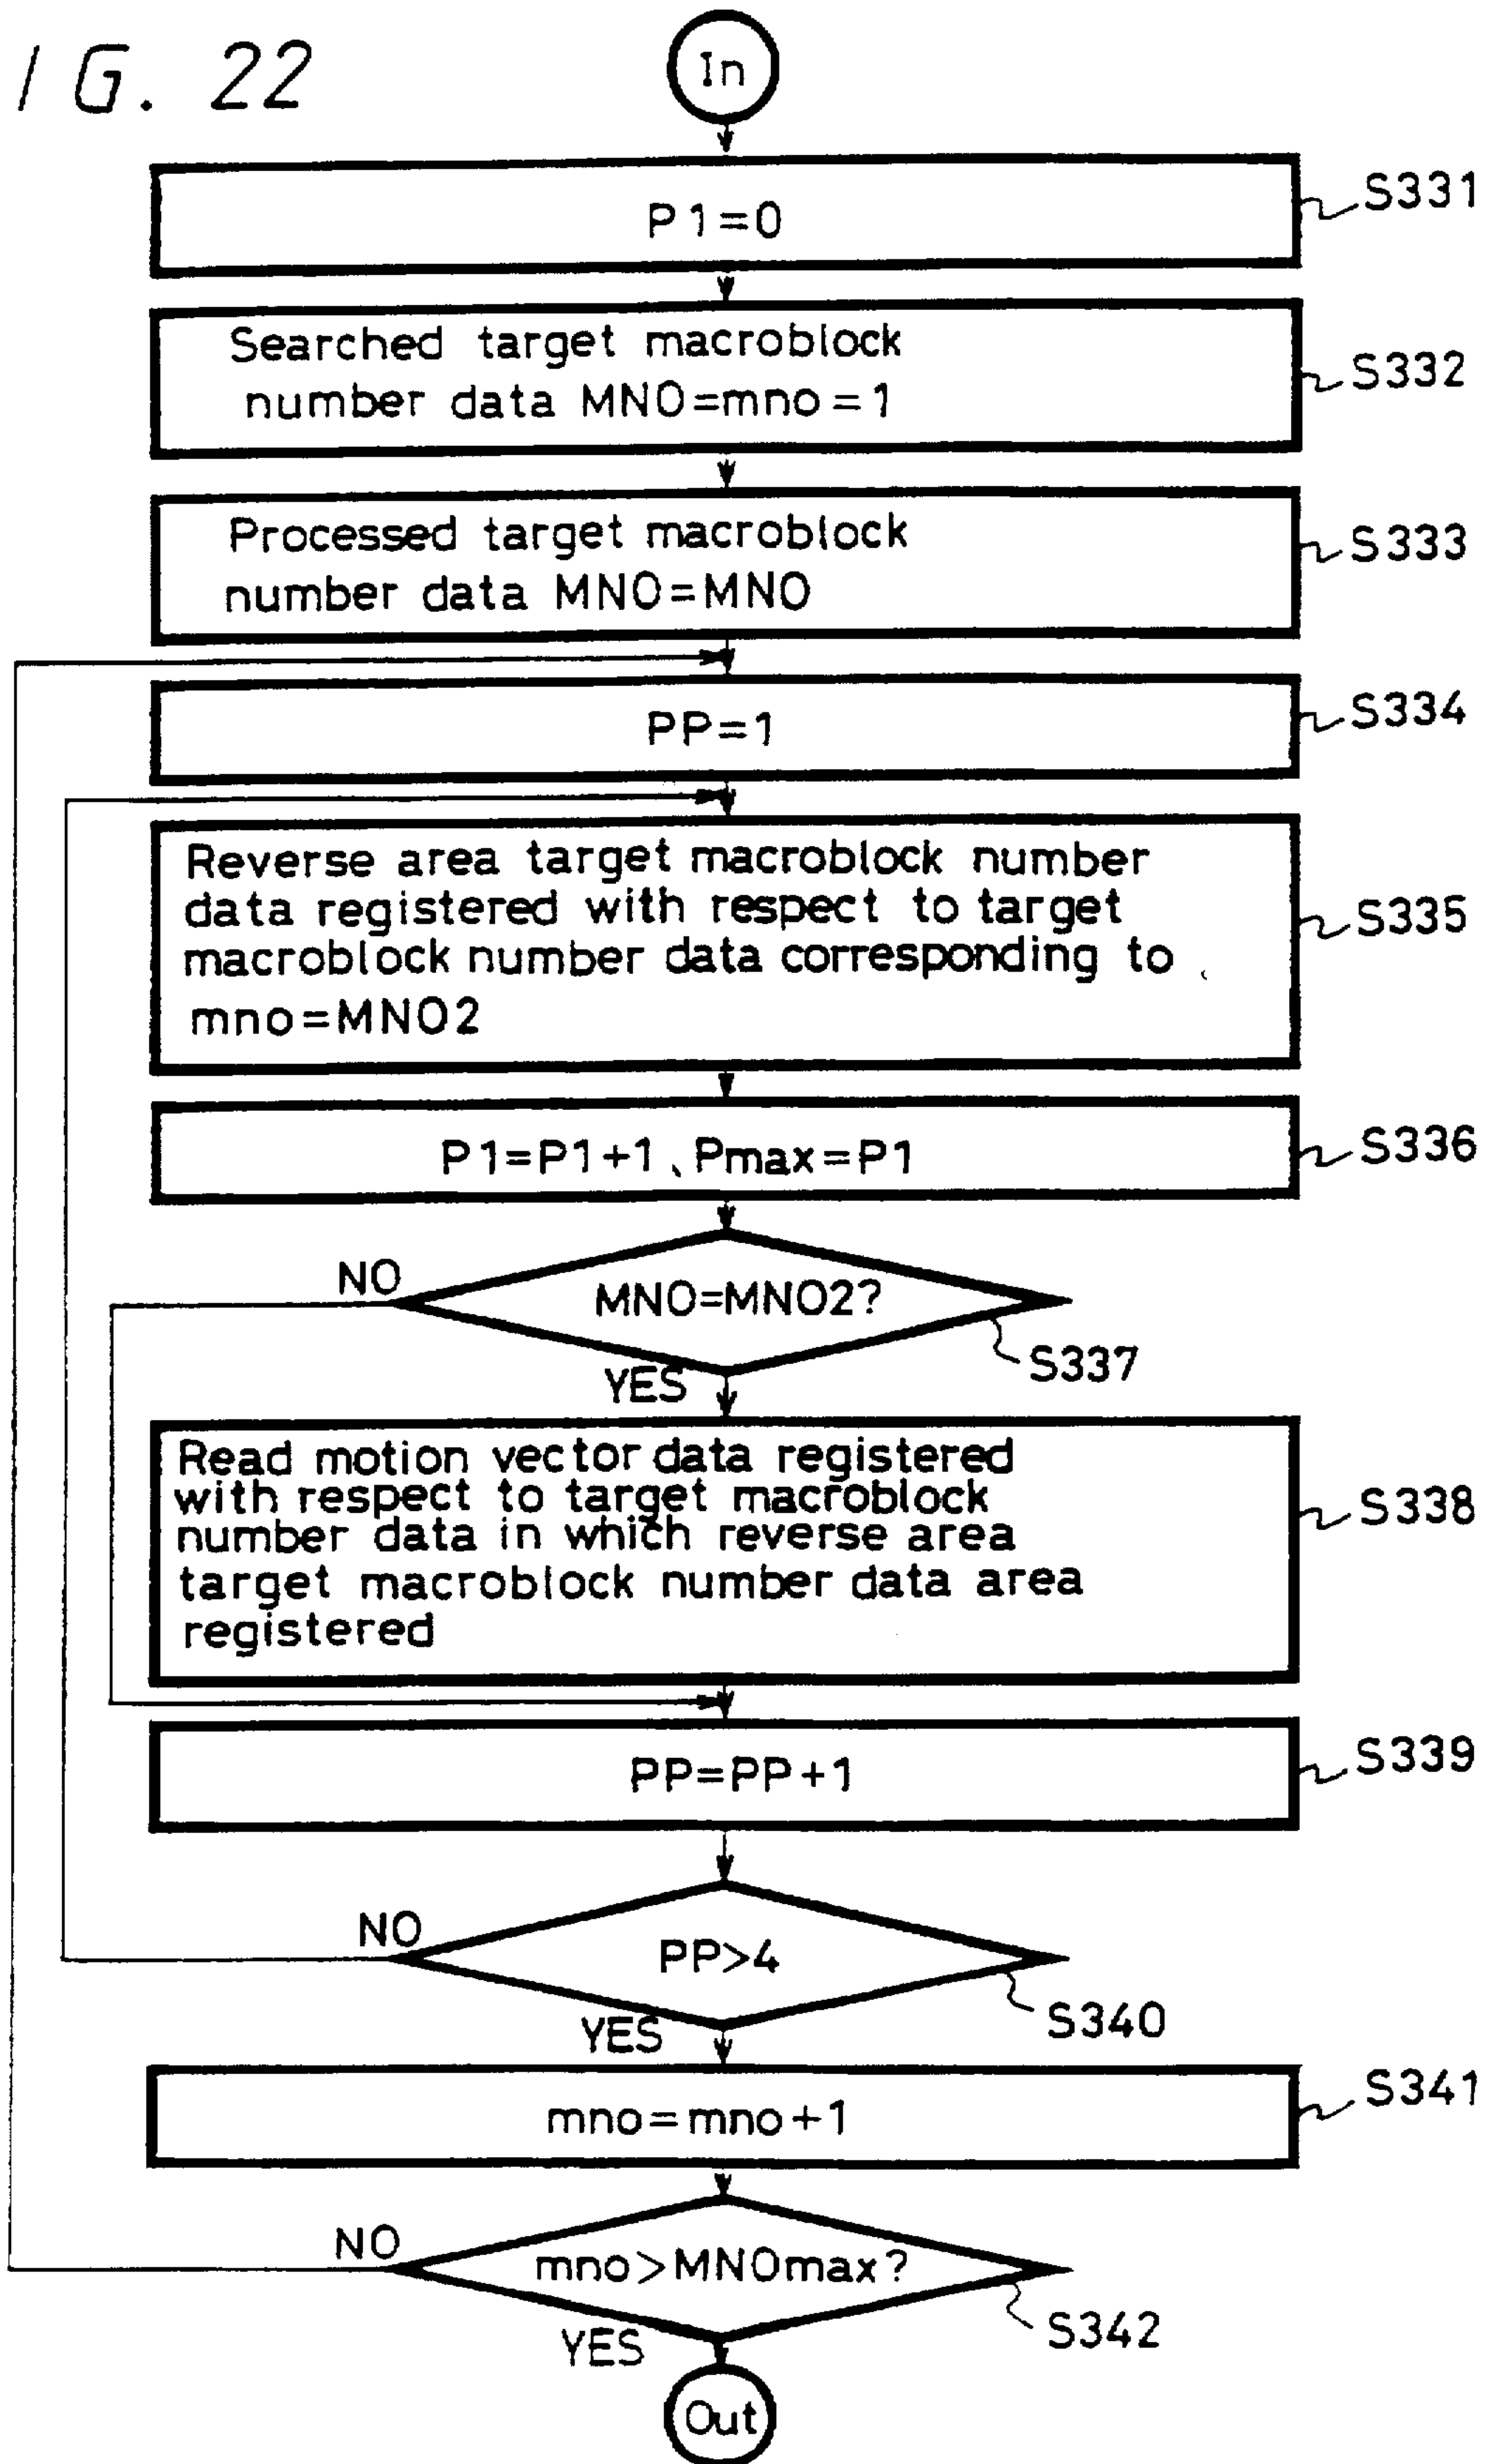 IG. 22
In
P1=0
S331
Searched target macroblock
number data MNO=mno=1
S332
Processed target macroblock
number data MNO=MNO
S333
PP=1
S334
Reverse area target macroblock number
data registered with respect to target
macroblock number data corresponding to
mno=MNO2
S335
P1=P1+1、Pmax=P1
S336
NO
MNO=MNO2?
S337
YES
Read motion vector data registered
with respect to target macroblock
number data in which reverse area
target macroblock number data area
registered
S338
PP=PP+1
S339
NO
PP>4
S340
YES
mno=mno+1
S341
NO
mno>MNOmax?
S342
YES
Out